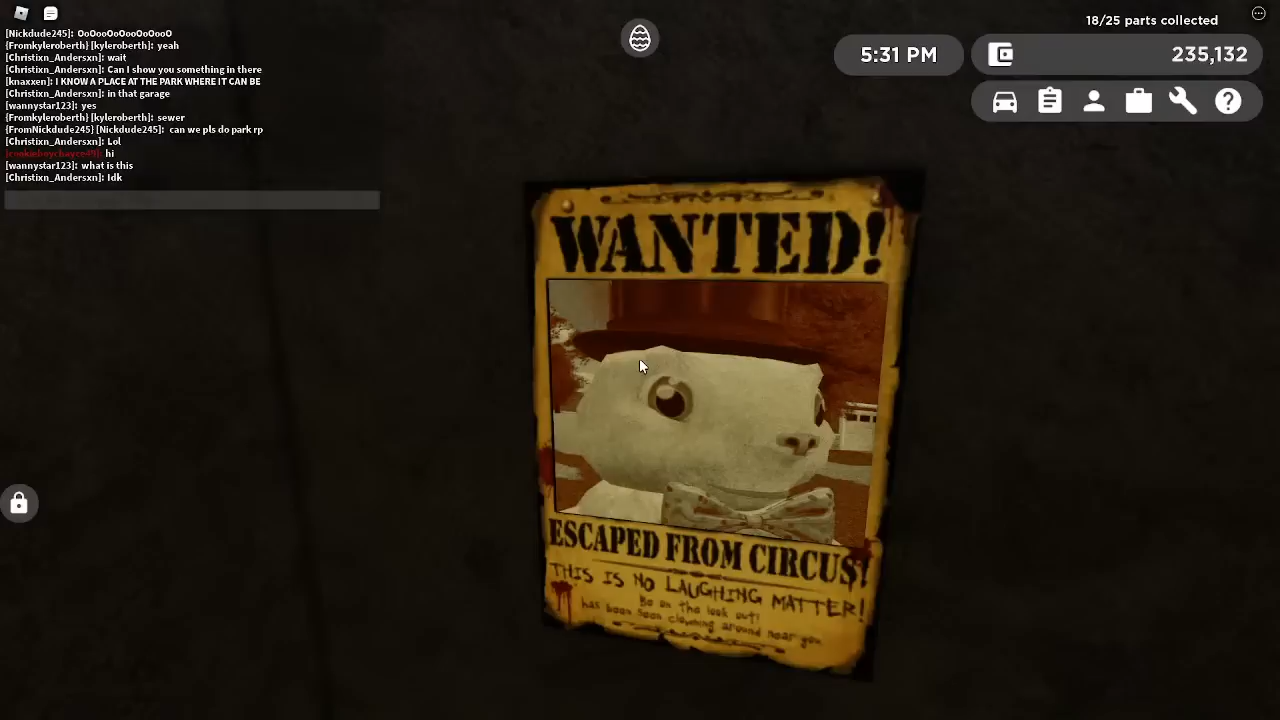 18/25 parts collected
[Nickdude245]: OoOooOoOooOoOooO
{Fromkyleroberth} [kyleroberth]: yeah
[Christixn_Andersxn]: wait
[Christixn_Andersxn]: Can I show you something in there
[knaxxen]: I KNOW A PLACE AT THE PARK WHERE IT CAN BE
[Christixn_Andersxn]: in that garage
[wannystar123]: yes
{Fromkyleroberth} [kyleroberth]: sewer
{FromNickdude245} [Nickdude245]: can we pls do park rp
[Christixn_Andersxn]: Lol
hi
[wannystar123]: what is this
[Christixn_Andersxn]: Idk
5:31 PM
235,132
WANTED!
ESCAPED FROM CIRCUS!
THIS IS NO LAUGHING MATTER!
Be on the look out!
has been seen clowning around near you